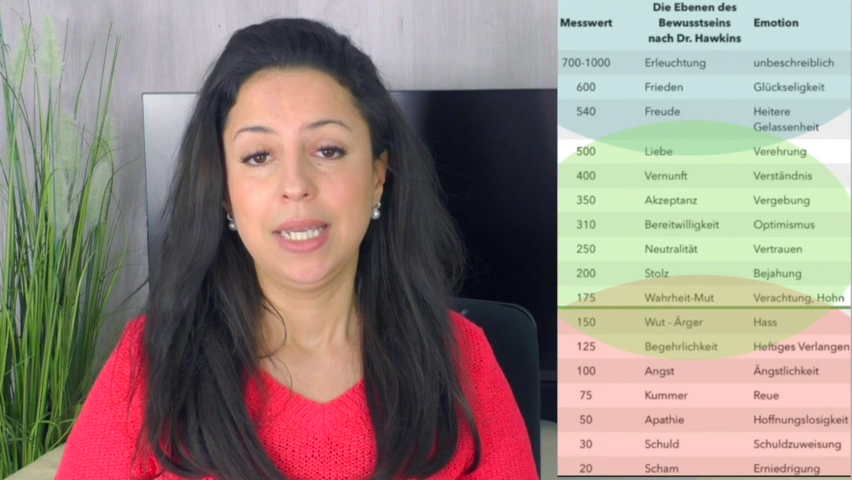 Messwert Die Ebenen des Bewusstseins nach Dr. Hawkins Emotion
700-1000 Erleuchtung unbeschreiblich
600 Frieden Glückseligkeit
540 Freude Heitere Gelassenheit
500 Liebe Verehrung
400 Vernunft Verständnis
350 Akzeptanz Vergebung
310 Bereitwilligkeit Optimismus
250 Neutralität Vertrauen
200 Stolz Bejahung
175 Wahrheit-Mut Verachtung, Hohn
150 Wut - Ärger Hass
125 Begehrlichkeit Heftiges Verlangen
100 Angst Ängstlichkeit
75 Kummer Reue
50 Apathie Hoffnungslosigkeit
30 Schuld Schuldzuweisung
20 Scham Erniedrigung